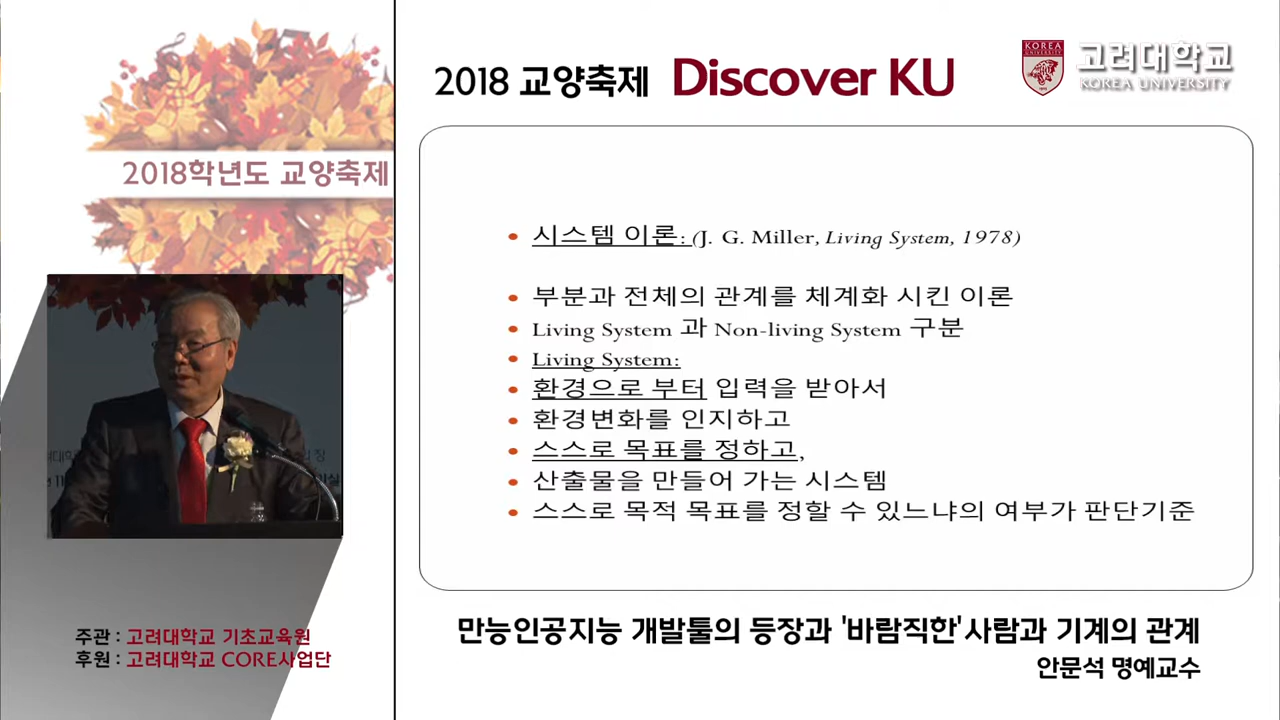 2018 교양축제 Discover KU
KOREA
UNIVERSITY
고려대학교
KOREA UNIVERSITY
2018학년도 교양축제
시스템 이론: (J. G. Miller, Living System, 1978)
부분과 전체의 관계를 체계화 시킨 이론
Living System 과 Non-living System 구분
Living System:
환경으로 부터 입력을 받아서
환경변화를 인지하고
스스로 목표를 정하고,
산출물을 만들어 가는 시스템
스스로 목적 목표를 정할 수 있느냐의 여부가 판단기준
주관 : 고려대학교 기초교육원
후원 : 고려대학교 CORE사업단
만능인공지능 개발툴의 등장과 '바람직한' 사람과 기계의 관계
안문석 명예교수